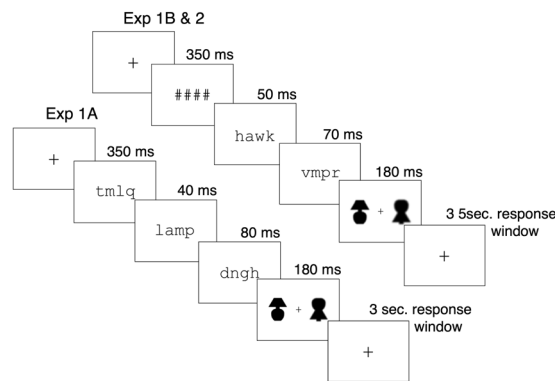 Exp 1B & 2
+
350 ms
####
50 ms
hawk
70 ms
vmpr
180 ms
+
3 5sec. response
window
+
Exp 1A
+
350 ms
tmlq
40 ms
lamp
80 ms
dngh
180 ms
+
3 sec. response
window
+